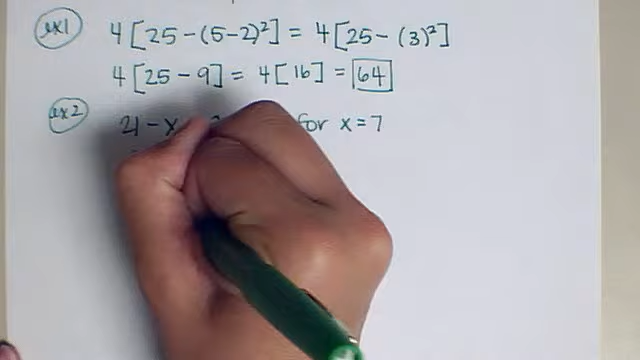 ex1 4[25-(5-2)²] = 4[25-(3)²]
4[25-9] = 4[16] = 64
ex2 21-x for x=7